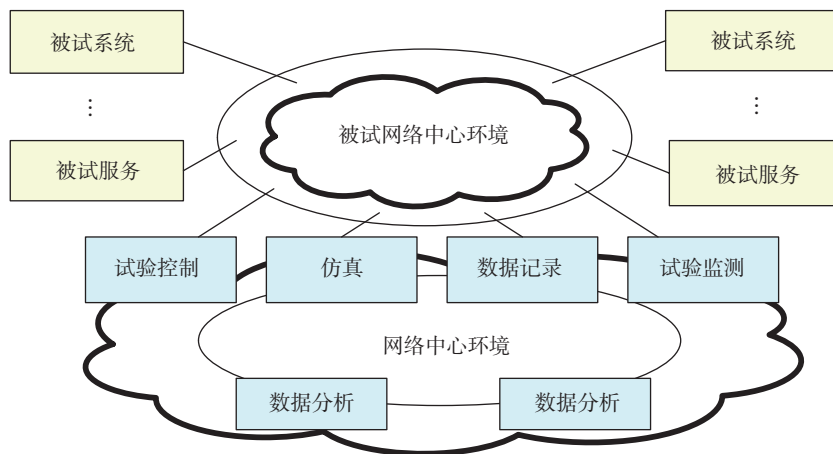 被试系统
被试系统
⋮
⋮
被试网络中心环境
被试服务
被试服务
试验控制
仿真
数据记录
试验监测
网络中心环境
数据分析
数据分析